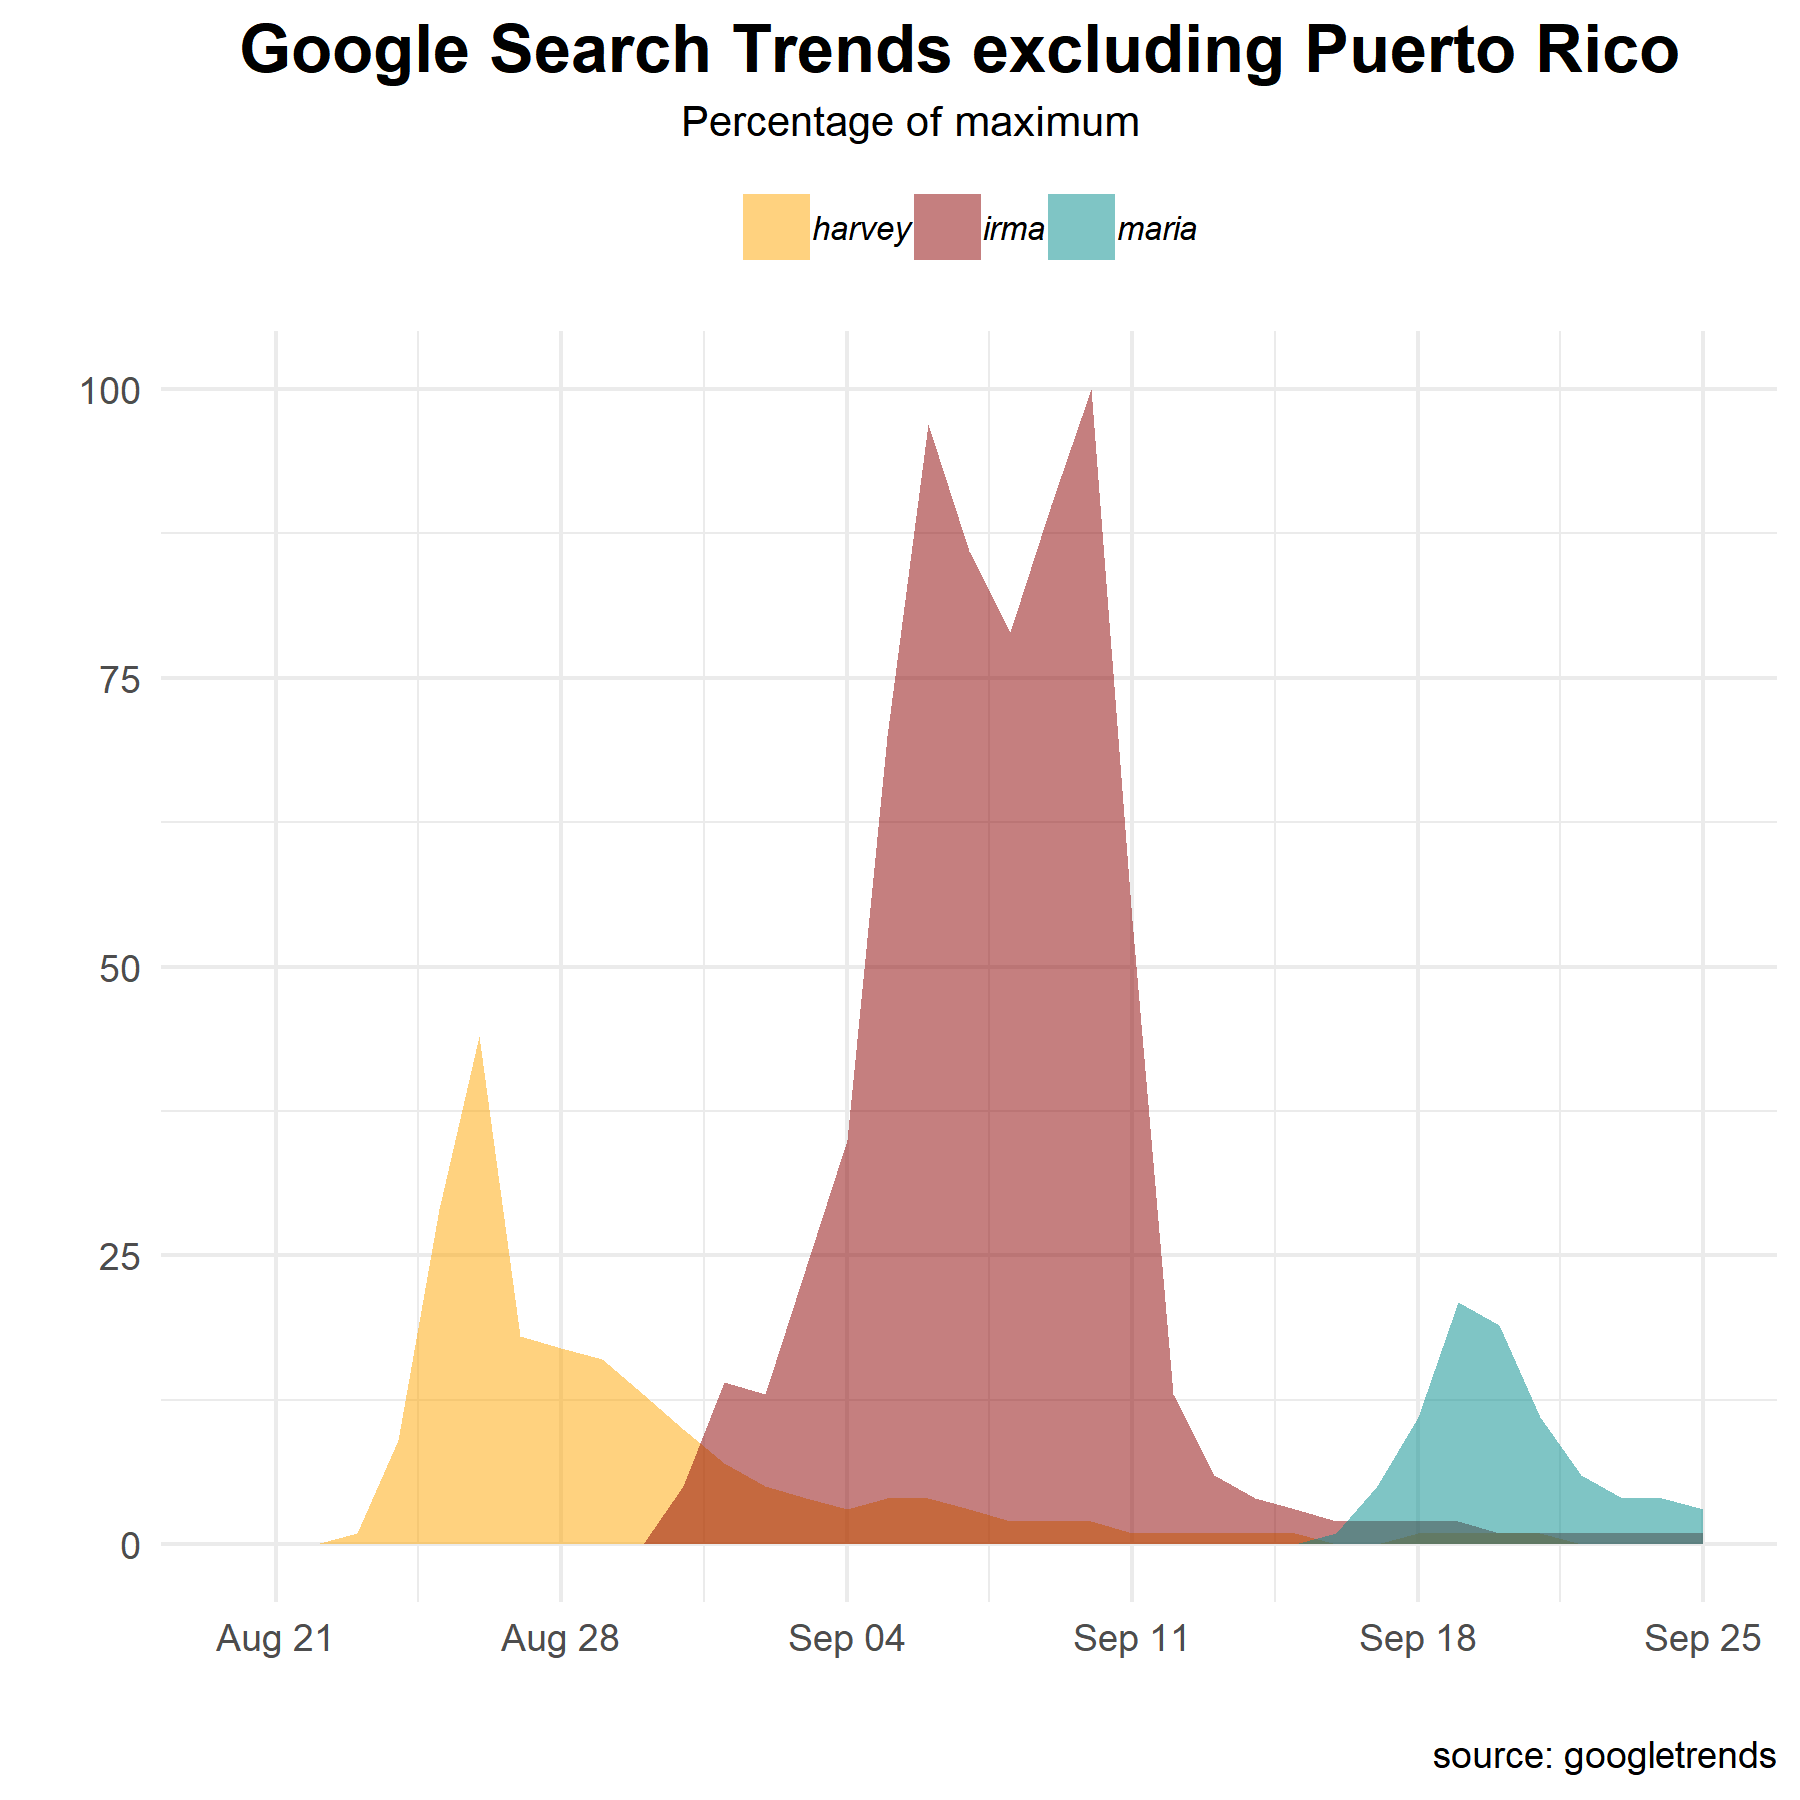 Google Search Trends excluding Puerto Rico
Percentage of maximum
harvey irma maria
100
75
50
25
0
Aug 21 Aug 28 Sep 04 Sep 11 Sep 18 Sep 25
source: googletrends